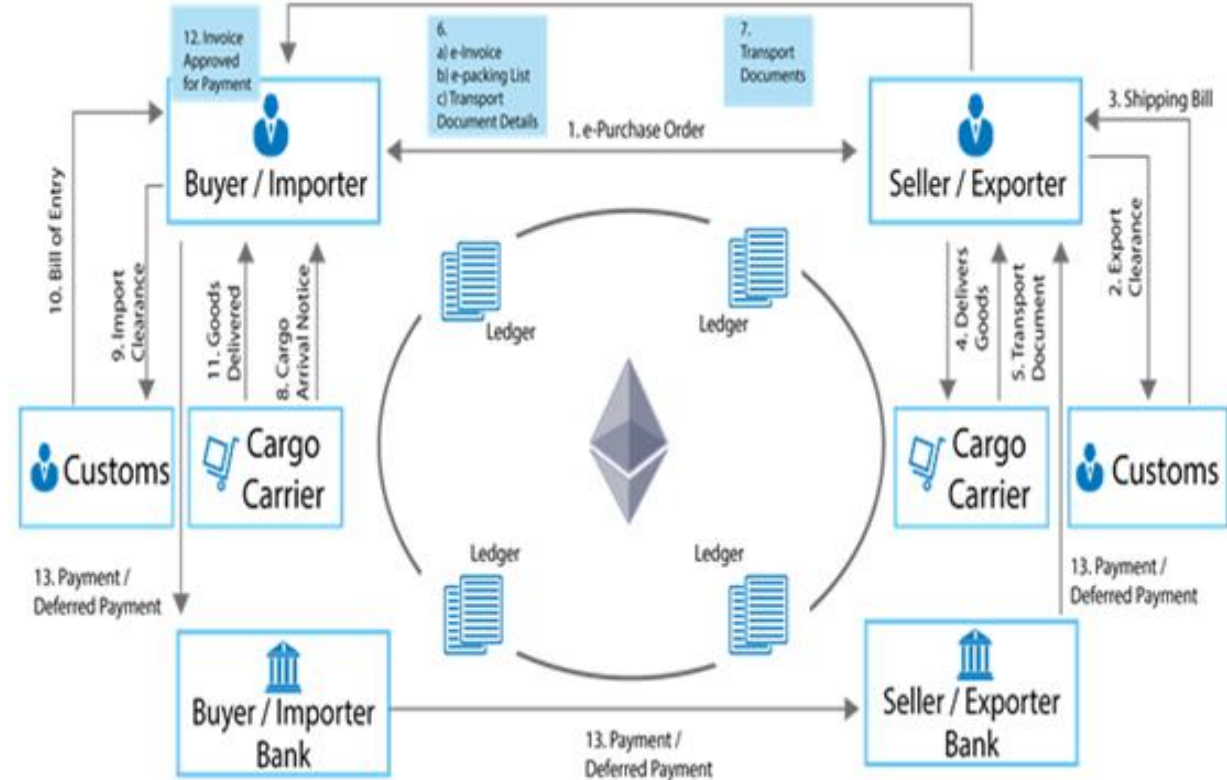 12. Invoice
Approved
for Payment
6.
a) e-Invoice
b) e-packing List
c) Transport
Document Details
7.
Transport
Documents
3. Shipping Bill
1. e-Purchase Order
Buyer / Importer
Seller / Exporter
10. Bill of Entry
9. Import
Clearance
11. Goods
Delivered
8. Cargo
Arrival Notice
Ledger
Ledger
4. Delivers
Goods
5. Transport
Document
2. Export
Clearance
Customs
Cargo
Carrier
Cargo
Carrier
Customs
13. Payment /
Deferred Payment
Ledger
Ledger
13. Payment /
Deferred Payment
Buyer / Importer
Bank
13. Payment /
Deferred Payment
Seller / Exporter
Bank